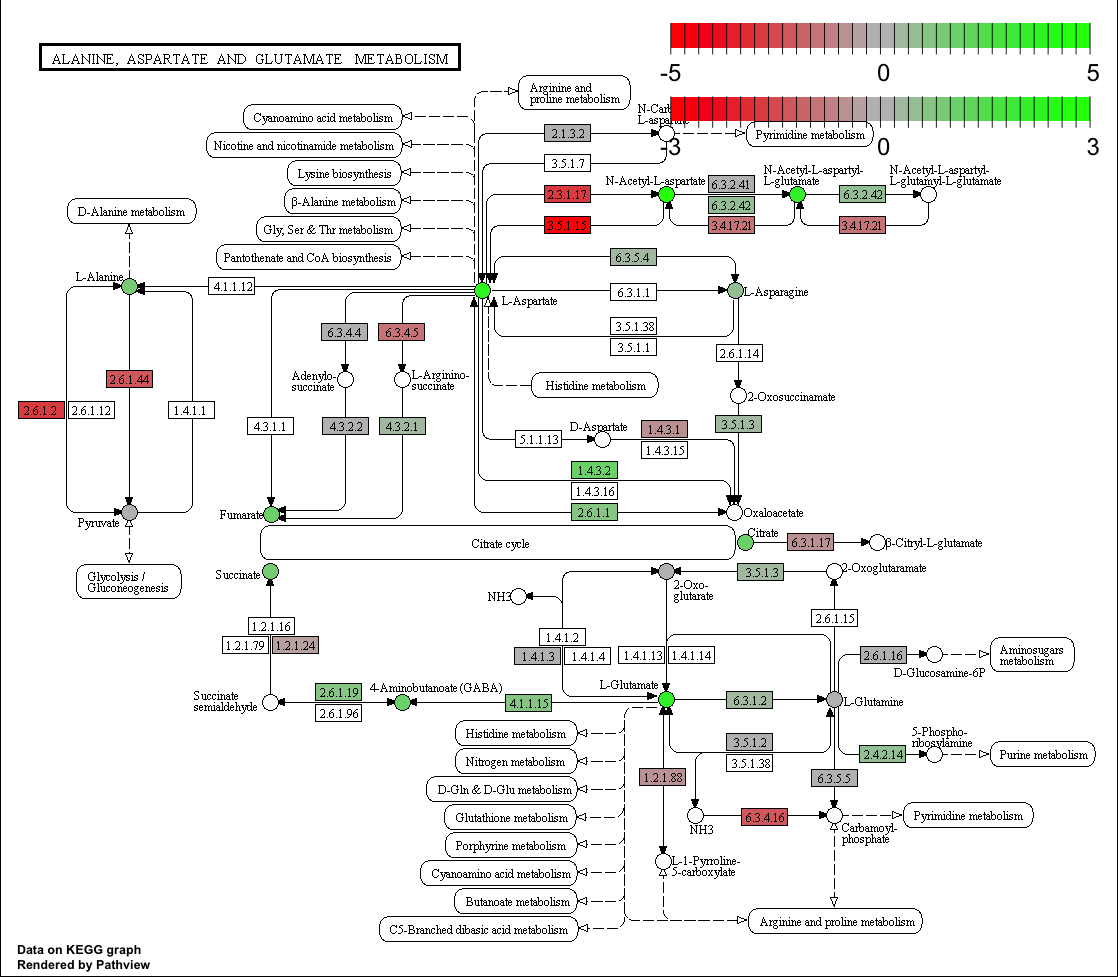 ALANINE, ASPARTATE AND GLUTAMATE METABOLISM
-5
0
5
-3
0
3
Arginine and
proline metabolism
Cyanoamino acid metabolism
Nicotine and nicotinamide metabolism
Lysine biosynthesis
β-Alanine metabolism
Gly, Ser & Thr metabolism
Pantothenate and CoA biosynthesis
N-Carb
L-aspartate
2.1.3.2
Pyrimidine metabolism
3.5.1.7
N-Acetyl-L-aspartate
N-Acetyl-L-aspartyl-
L-glutamate
N-Acetyl-L-aspartyl-
L-glutamyl-L-glutamate
2.3.1.17
6.3.2.41
6.3.2.42
6.3.2.42
3.5.1.15
3.4.17.21
3.4.17.21
D-Alanine metabolism
L-Alanine
4.1.1.12
6.3.5.4
6.3.1.1
L-Aspartate
L-Asparagine
3.5.1.38
3.5.1.1
6.3.4.4
6.3.4.5
2.6.1.14
2.6.1.44
Adenylo-
succinate
L-Arginino-
succinate
Histidine metabolism
2-Oxosuccinamate
2.6.1.2
2.6.1.12
1.4.1.1
4.3.1.1
4.3.2.2
4.3.2.1
5.1.1.13
D-Aspartate
1.4.3.1
1.4.3.15
3.5.1.3
1.4.3.2
1.4.3.16
2.6.1.1
Pyruvate
Fumarate
Oxaloacetate
Citrate cycle
Citrate
6.3.1.17
β-Citryl-L-glutamate
Glycolysis /
Gluconeogenesis
Succinate
2-Oxo-
glutarate
3.5.1.3
2-Oxoglutaramate
NH3
1.2.1.16
1.2.1.79
1.2.1.24
1.4.1.2
1.4.1.3
1.4.1.4
1.4.1.13
1.4.1.14
2.6.1.15
2.6.1.16
D-Glucosamine-6P
Aminosugars
metabolism
Succinate
semialdehyde
2.6.1.19
2.6.1.96
4-Aminobutanoate (GABA)
4.1.1.15
L-Glutamate
6.3.1.2
L-Glutamine
Histidine metabolism
Nitrogen metabolism
D-Gln & D-Glu metabolism
Glutathione metabolism
Porphyrine metabolism
Cyanoamino acid metabolism
Butanoate metabolism
C5-Branched dibasic acid metabolism
3.5.1.2
3.5.1.38
2.4.2.14
5-Phospho-
ribosylamine
Purine metabolism
1.2.1.88
6.3.5.5
NH3
6.3.4.16
Carbamoyl-
phosphate
Pyrimidine metabolism
L-1-Pyrroline-
5-carboxylate
Arginine and proline metabolism
Data on KEGG graph
Rendered by Pathview